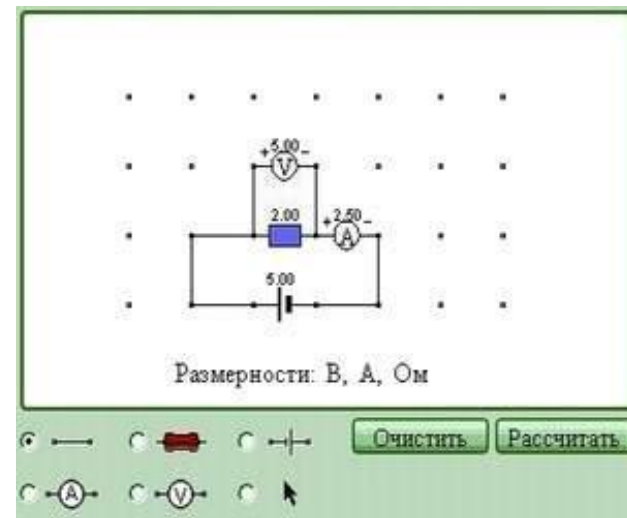 +5.00-
V
2.00
+2.50-
A
5.00
Размерности: В, А, Ом
Очистить
Рассчитать
A
V